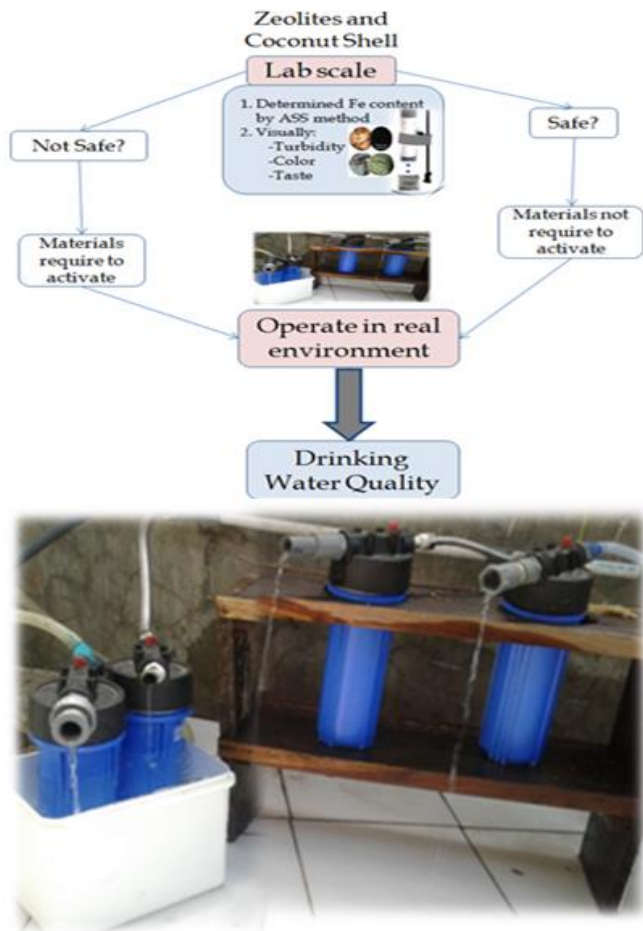 Zeolites and
Coconut Shell
Lab scale
1. Determined Fe content
by ASS method
2. Visually:
-Turbidity
-Color
-Taste
Not Safe?
Safe?
Materials
require to
activate
Materials not
require to
activate
Operate in real
environment
Drinking
Water Quality